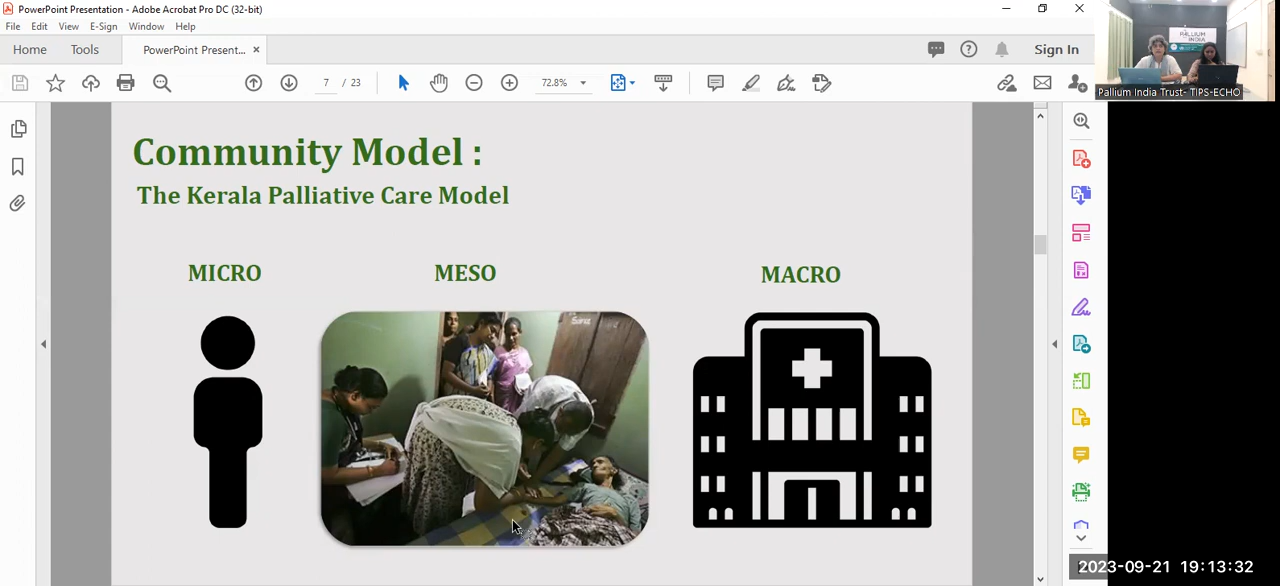 PowerPoint Presentation - Adobe Acrobat Pro DC (32-bit)
File Edit View E-Sign Window Help
Home Tools PowerPoint Present... Sign In
7 / 23 72.8%
PALLIUM
INDIA
Pallium India Trust- TIPS-ECHO
Community Model :
The Kerala Palliative Care Model
MICRO MESO MACRO
2023-09-21 19:13:32